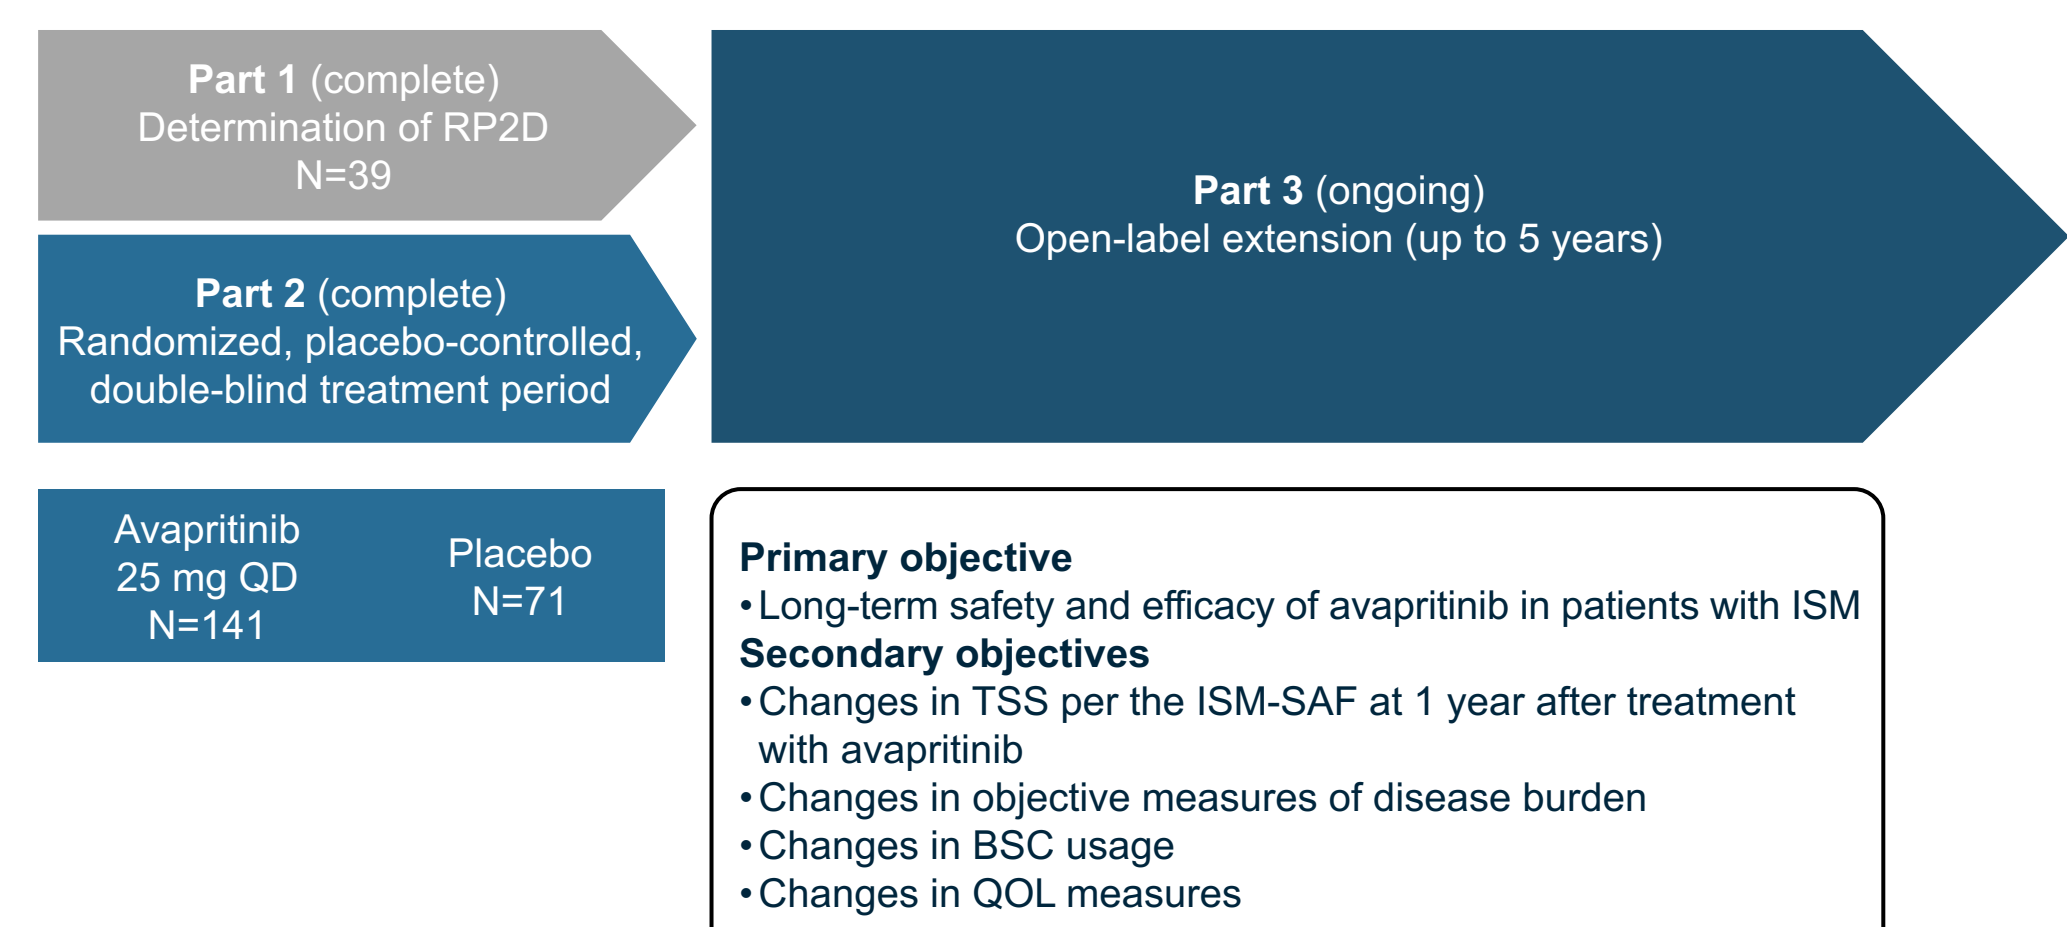 Part 1 (complete)
Determination of RP2D
N=39
Part 2 (complete)
Randomized, placebo-controlled,
double-blind treatment period
Avapritinib
25 mg QD
N=141
Placebo
N=71
Part 3 (ongoing)
Open-label extension (up to 5 years)
Primary objective
•Long-term safety and efficacy of avapritinib in patients with ISM
Secondary objectives
•Changes in TSS per the ISM-SAF at 1 year after treatment
with avapritinib
•Changes in objective measures of disease burden
•Changes in BSC usage
•Changes in QOL measures